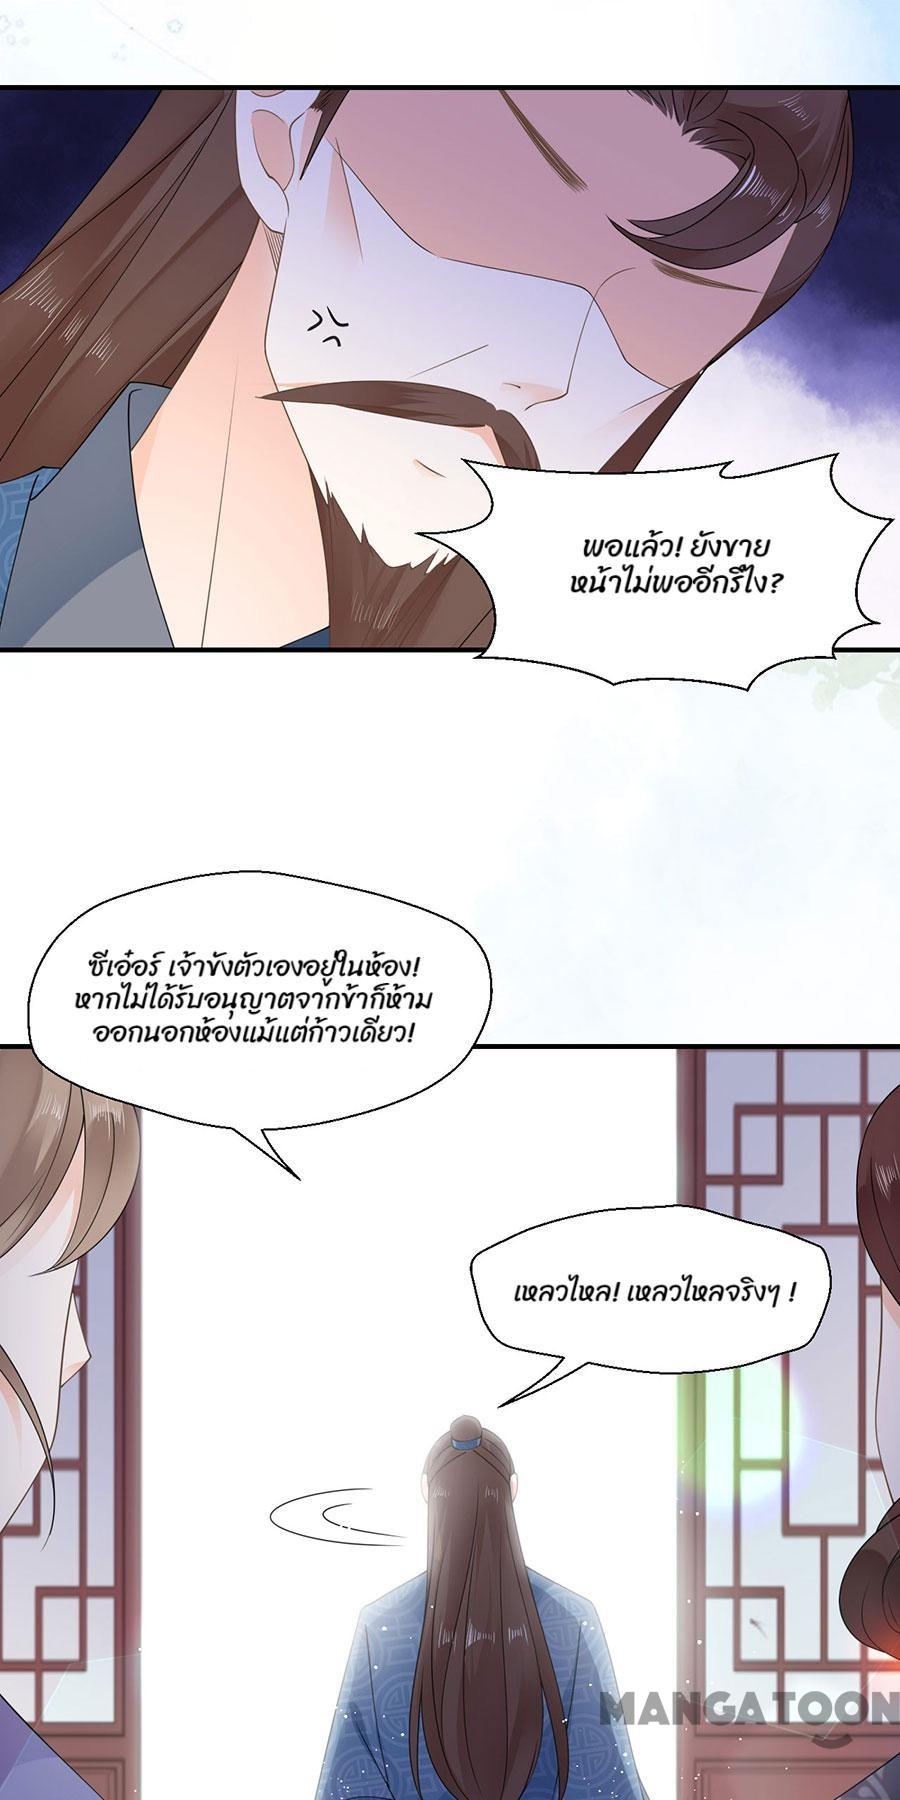 พอแล้ว! ยังขาย
หน้าไม่พออีกรึไง?
ซีเอ๋อร์ เจ้าขังตัวเองอยู่ในห้อง!
หากไม่ได้รับอนุญาตจากข้าก็ห้าม
ออกนอกห้องแม้แต่ก้าวเดียว!
เหลวไหล! เหลวไหลจริงๆ !
MANGATOON